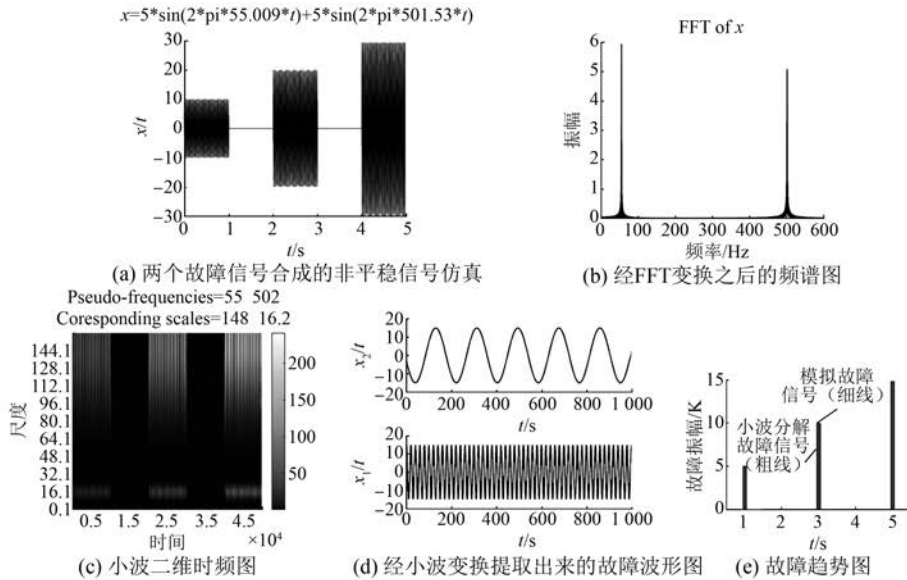 x=5*sin(2*pi*55.009*t)+5*sin(2*pi*501.53*t)
30
20
10
0
−10
−20
−30
x/t
0 1 2 3 4 5
t/s
(a) 两个故障信号合成的非平稳信号仿真
FFT of x
6
5
4
3
2
1
0
振幅
0 100 200 300 400 500 600
频率/Hz
(b) 经FFT变换之后的频谱图
Pseudo-frequencies=55 502
Coresponding scales=148 16.2
144.1
128.1
112.1
96.1
80.1
64.1
48.1
32.1
16.1
0.1
尺度
0.5 1.5 2.5 3.5 4.5
×10⁴
时间
200
150
100
50
(c) 小波二维时频图
20
10
0
−10
−20
x₂/t
0 200 400 600 800 1 000
t/s
20
10
0
−10
−20
x₁/t
0 200 400 600 800 1 000
t/s
(d) 经小波变换提取出来的故障波形图
15
10
5
0
故障振幅/K
模拟故障
信号（细线）
小波分解
故障信号
（粗线）
1 2 3 4 5
t/s
(e) 故障趋势图